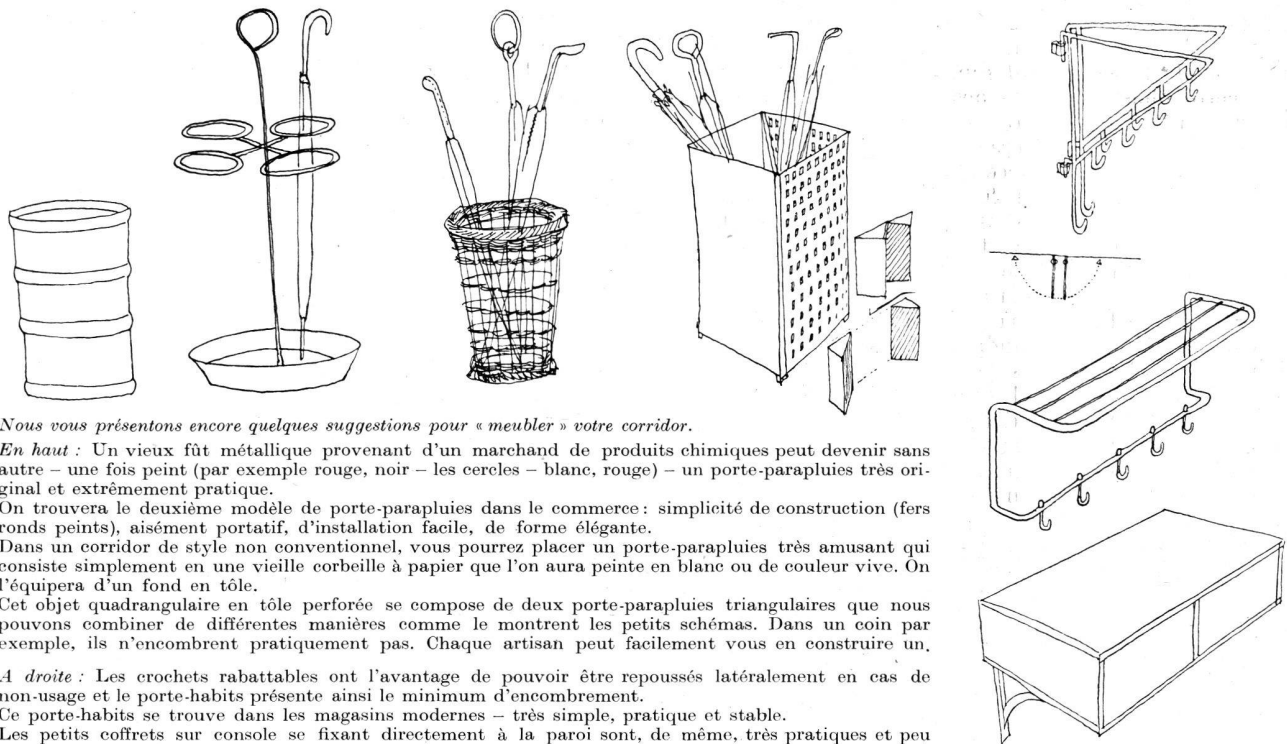 Nous vous présentons encore quelques suggestions pour « meubler » votre corridor.
En haut : Un vieux fût métallique provenant d'un marchand de produits chimiques peut devenir sans
autre – une fois peint (par exemple rouge, noir – les cercles – blanc, rouge) – un porte-parapluies très ori-
ginal et extrêmement pratique.
On trouvera le deuxième modèle de porte-parapluies dans le commerce : simplicité de construction (fers
ronds peints), aisément portatif, d'installation facile, de forme élégante.
Dans un corridor de style non conventionnel, vous pourrez placer un porte-parapluies très amusant qui
consiste simplement en une vieille corbeille à papier que l'on aura peinte en blanc ou de couleur vive. On
l'équipera d'un fond en tôle.
Cet objet quadrangulaire en tôle perforée se compose de deux porte-parapluies triangulaires que nous
pouvons combiner de différentes manières comme le montrent les petits schémas. Dans un coin par
exemple, ils n'encombrent pratiquement pas. Chaque artisan peut facilement vous en construire un.
A droite : Les crochets rabattables ont l'avantage de pouvoir être repoussés latéralement en cas de
non-usage et le porte-habits présente ainsi le minimum d'encombrement.
Ce porte-habits se trouve dans les magasins modernes – très simple, pratique et stable.
Les petits coffrets sur console se fixant directement à la paroi sont, de même, très pratiques et peu